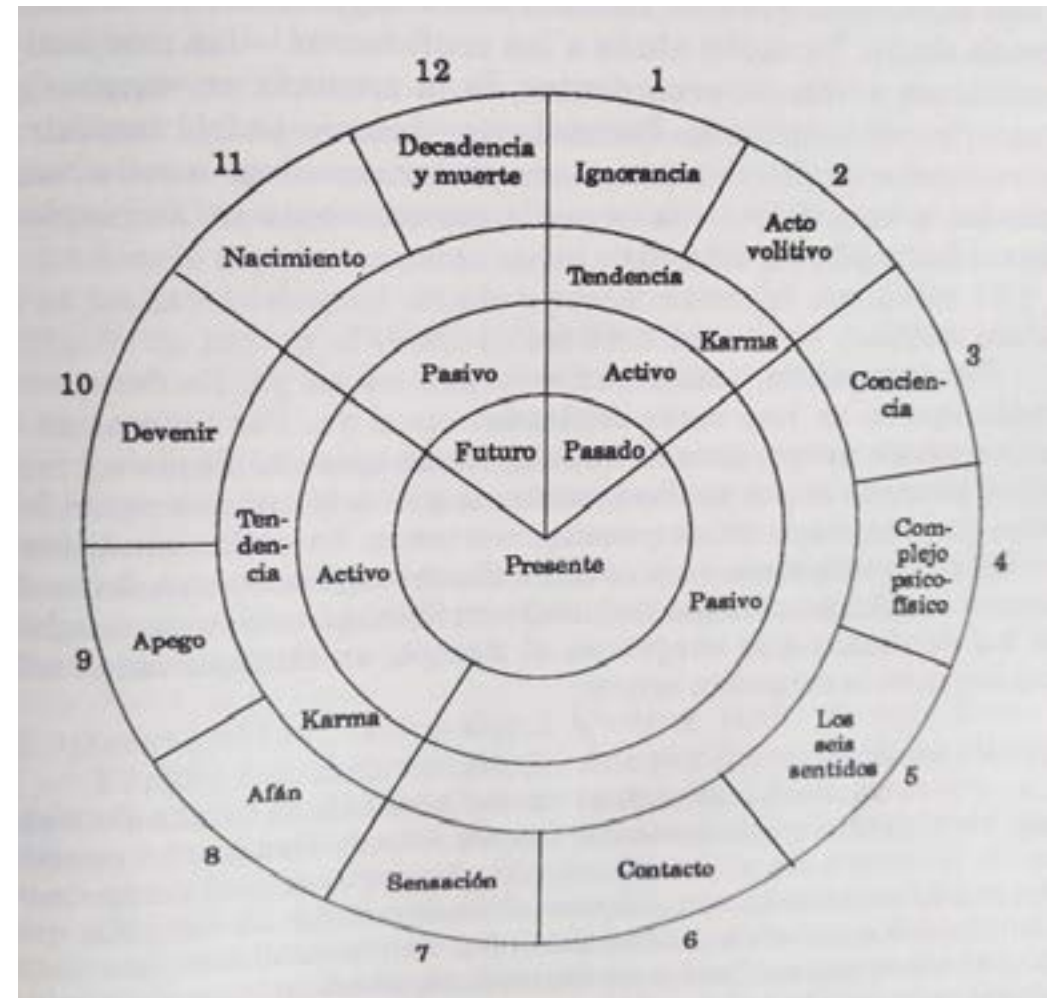 12
1
11
Decadencia
y muerte
Ignorancia
2
Acto
volitivo
Nacimiento
Tendencia
Karma
3
10
Pasivo
Activo
Concien-
cia
Devenir
Futuro
Pasado
Ten-
den-
cia
Activo
Presente
Pasivo
Com-
plejo
psico-
físico
4
9
Apego
Karma
Los
seis
sentidos
5
Afán
8
Sensación
Contacto
7
6